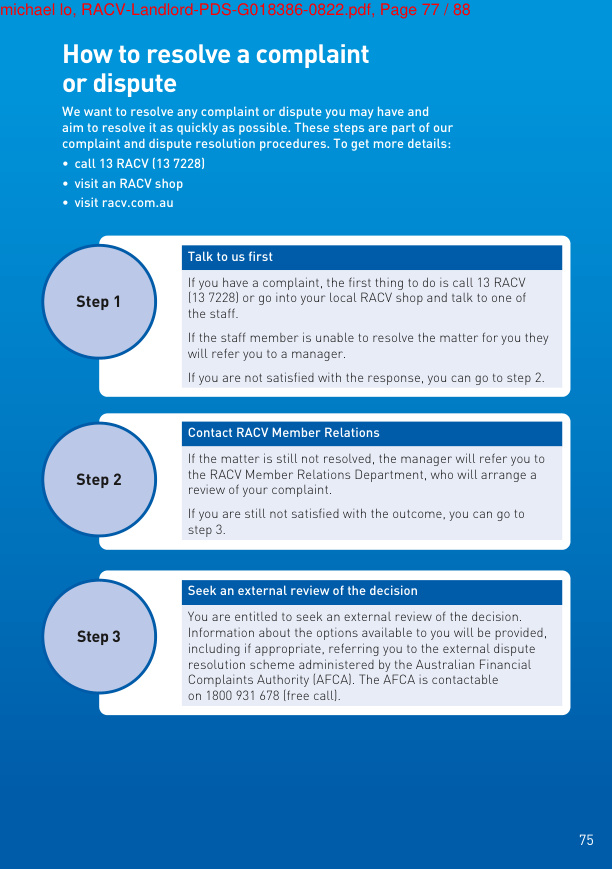 michael lo, RACV-Landlord-PDS-G018386-0822.pdf, Page 77 / 88
How to resolve a complaint
or dispute
We want to resolve any complaint or dispute you may have and
aim to resolve it as quickly as possible. These steps are part of our
complaint and dispute resolution procedures. To get more details:
• call 13 RACV (13 7228)
• visit an RACV shop
• visit racv.com.au
Step 1
Talk to us first
If you have a complaint, the first thing to do is call 13 RACV
(13 7228) or go into your local RACV shop and talk to one of
the staff.
If the staff member is unable to resolve the matter for you they
will refer you to a manager.
If you are not satisfied with the response, you can go to step 2.
Step 2
Contact RACV Member Relations
If the matter is still not resolved, the manager will refer you to
the RACV Member Relations Department, who will arrange a
review of your complaint.
If you are still not satisfied with the outcome, you can go to
step 3.
Step 3
Seek an external review of the decision
You are entitled to seek an external review of the decision.
Information about the options available to you will be provided,
including if appropriate, referring you to the external dispute
resolution scheme administered by the Australian Financial
Complaints Authority (AFCA). The AFCA is contactable
on 1800 931 678 (free call).
75